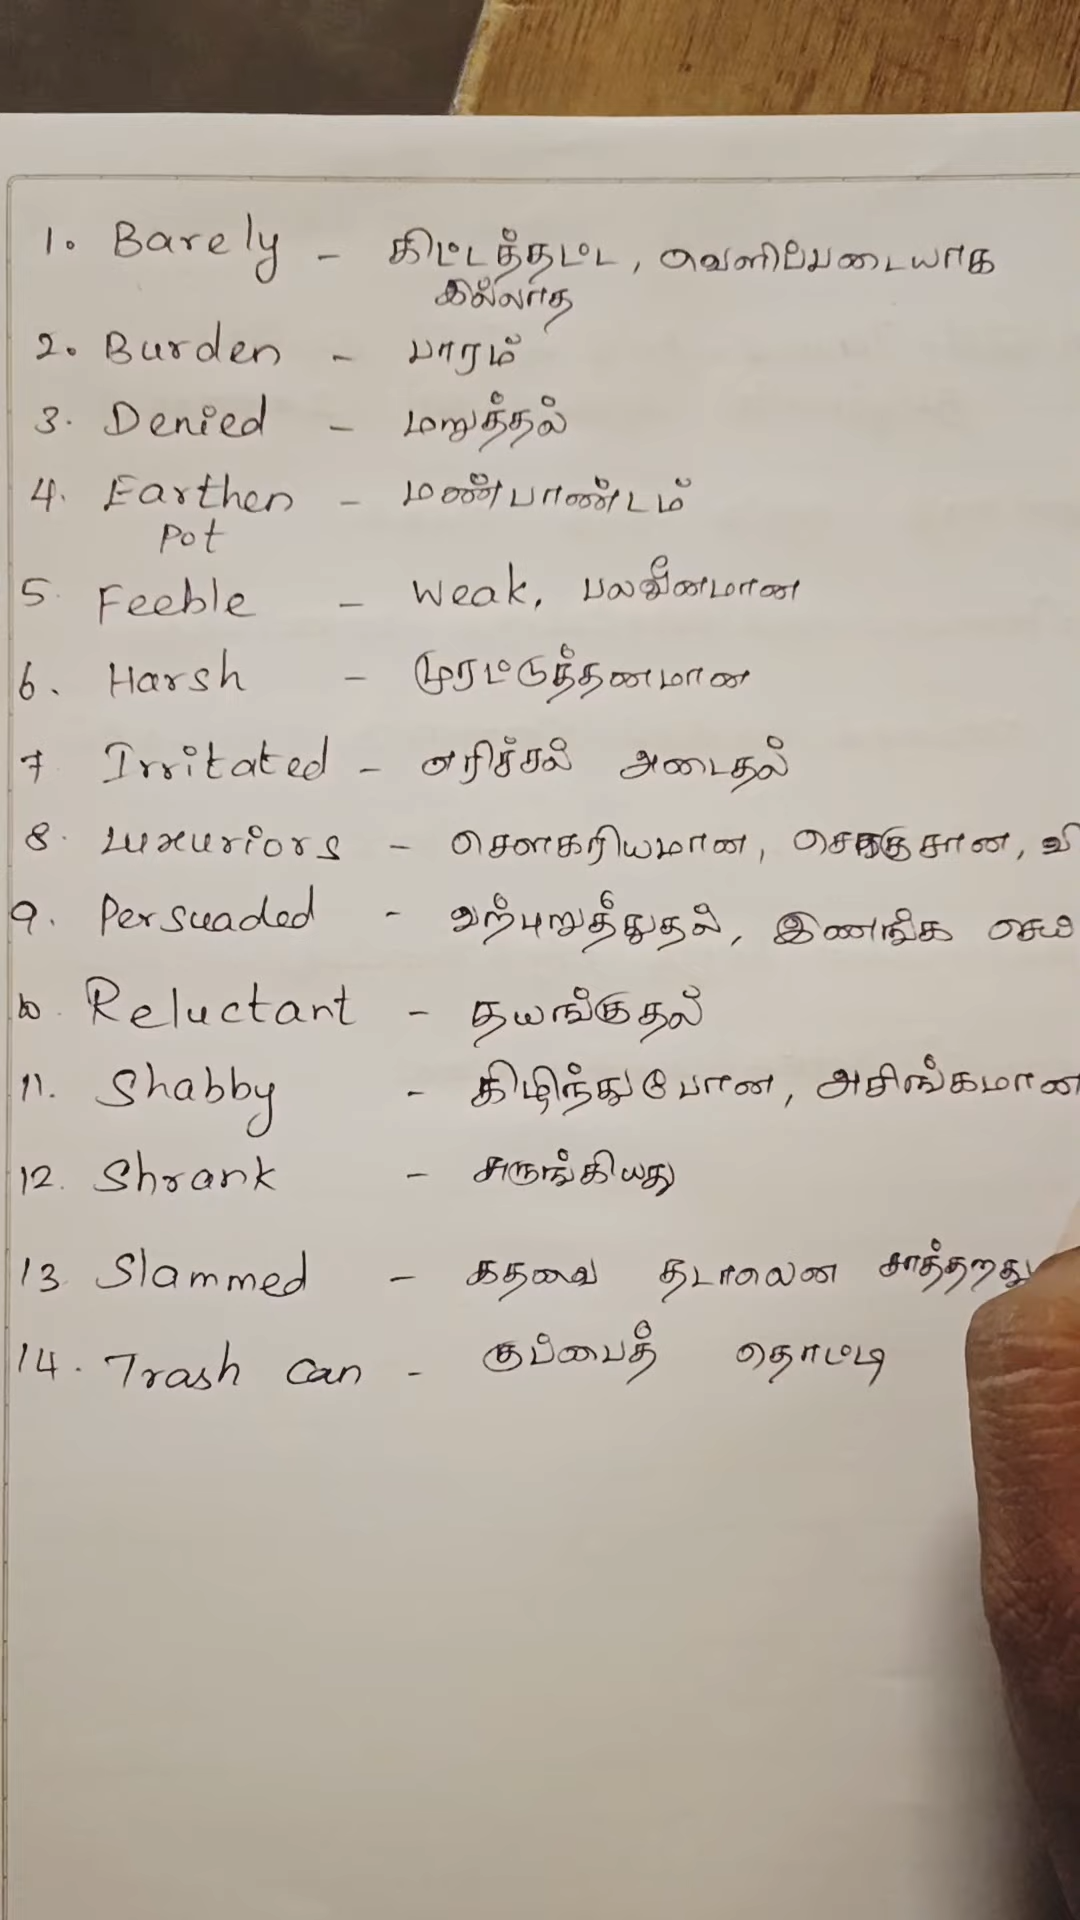 1. Barely - கிட்டத்தட்ட, வெளிப்படையாக
இல்லாத
2. Burden - பாரம்
3. Denied - மறுத்தல்
4. Earthen - மண்பாண்டம்
Pot
5. Feeble - Weak, பலவீனமான
6. Harsh - முரட்டுத்தனமான
7 Irritated - எரிச்சல் அடைதல்
8. Luxuriors - சௌகரியமான,
9. Persuaded - வற்புறுத்துதல், இணங்க
10. Reluctant - தயங்குதல்
11. Shabby - கிழிந்துபோன, அசிங்கமான
12. Shrank - சுருங்கியது
13 Slammed - கதவை தடாலென சாத்தறது
14. Trash can - குப்பைத் தொட்டி